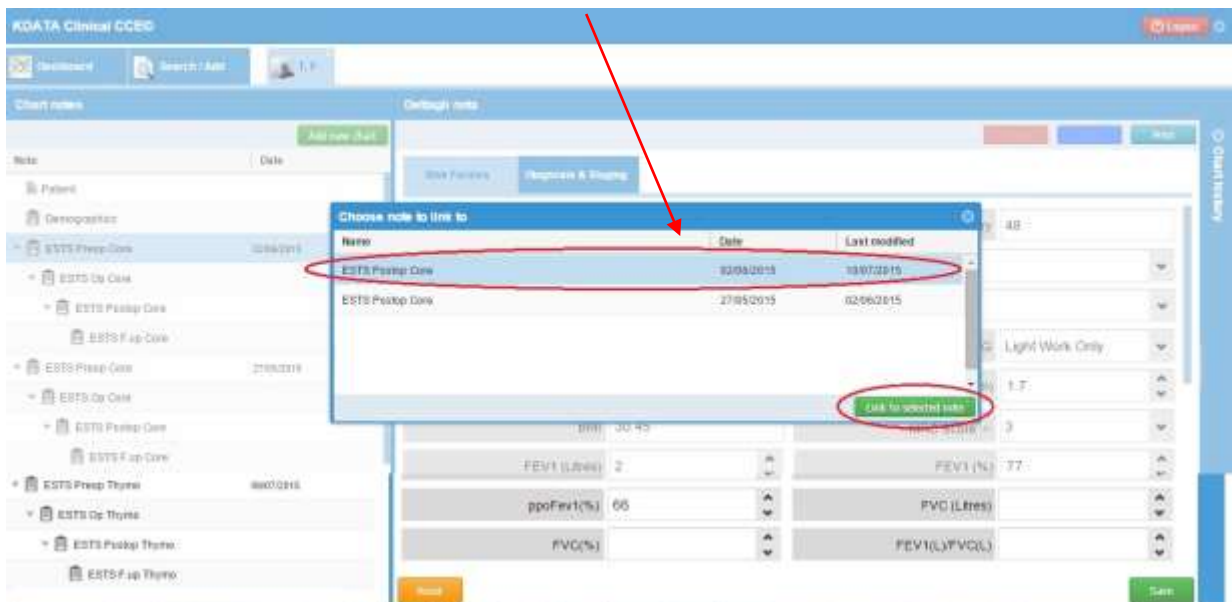 KDATA Clinical CCEG
Logout
Dashboard
Search / Add
Chart notes
Add new chart
Print
Note
Date
Risk Factors
Diagnosis & Staging
Chart history
Patient
Demographics
ESTS Preop Core 02/06/2015
ESTS Op Core
ESTS Postop Core
ESTS F up Core
ESTS Preop Core 27/05/2015
ESTS Op Core
ESTS Postop Core
ESTS F up Core
ESTS Preop Thymo
ESTS Op Thymo
ESTS Postop Thymo
ESTS F up Thymo
Choose note to link to
Name Date Last modified
ESTS Postop Core 02/06/2015 10/07/2015
ESTS Postop Core 27/05/2015 02/06/2015
Link to selected note
48
Light Work Only
1.7
BMI 30.45
3
FEV1 (Litres) 2 FEV1 (%) 77
ppoFev1(%) 66 FVC (Litres)
FVC(%) FEV1(L)/FVC(L)
Save